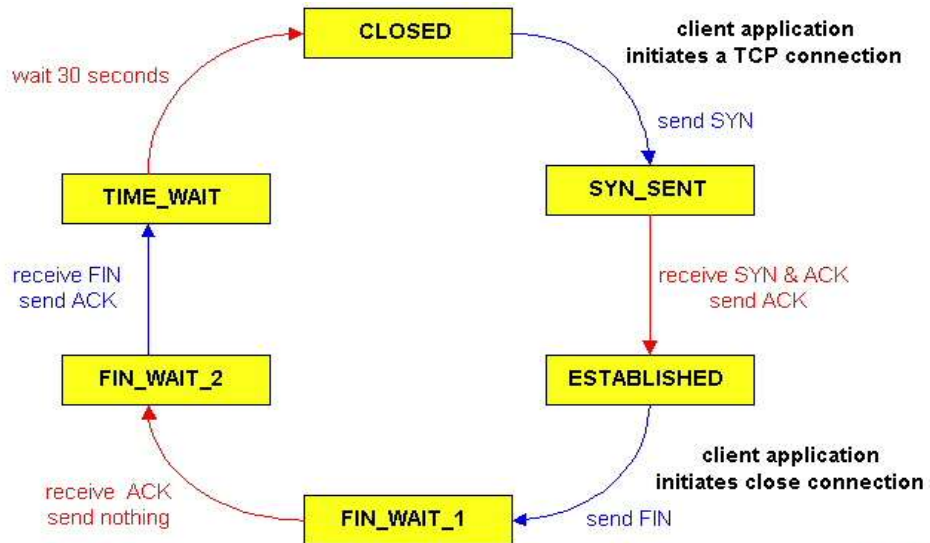 CLOSED
client application
initiates a TCP connection
wait 30 seconds
send SYN
TIME_WAIT
SYN_SENT
receive FIN
send ACK
receive SYN & ACK
send ACK
FIN_WAIT_2
ESTABLISHED
client application
initiates close connection
receive ACK
send nothing
FIN_WAIT_1
send FIN